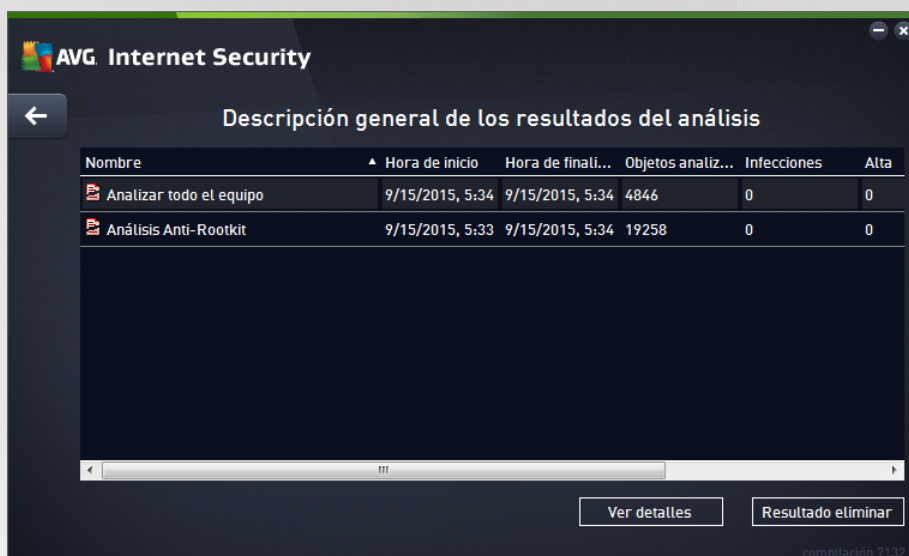 AVG. Internet Security
Descripción general de los resultados del análisis
Nombre Hora de inicio Hora de finali... Objetos analiz... Infecciones Alta
Analizar todo el equipo 9/15/2015, 5:34 9/15/2015, 5:34 4846 0 0
Análisis Anti-Rootkit 9/15/2015, 5:33 9/15/2015, 5:34 19258 0 0
Ver detalles Resultado eliminar
compilación 7132